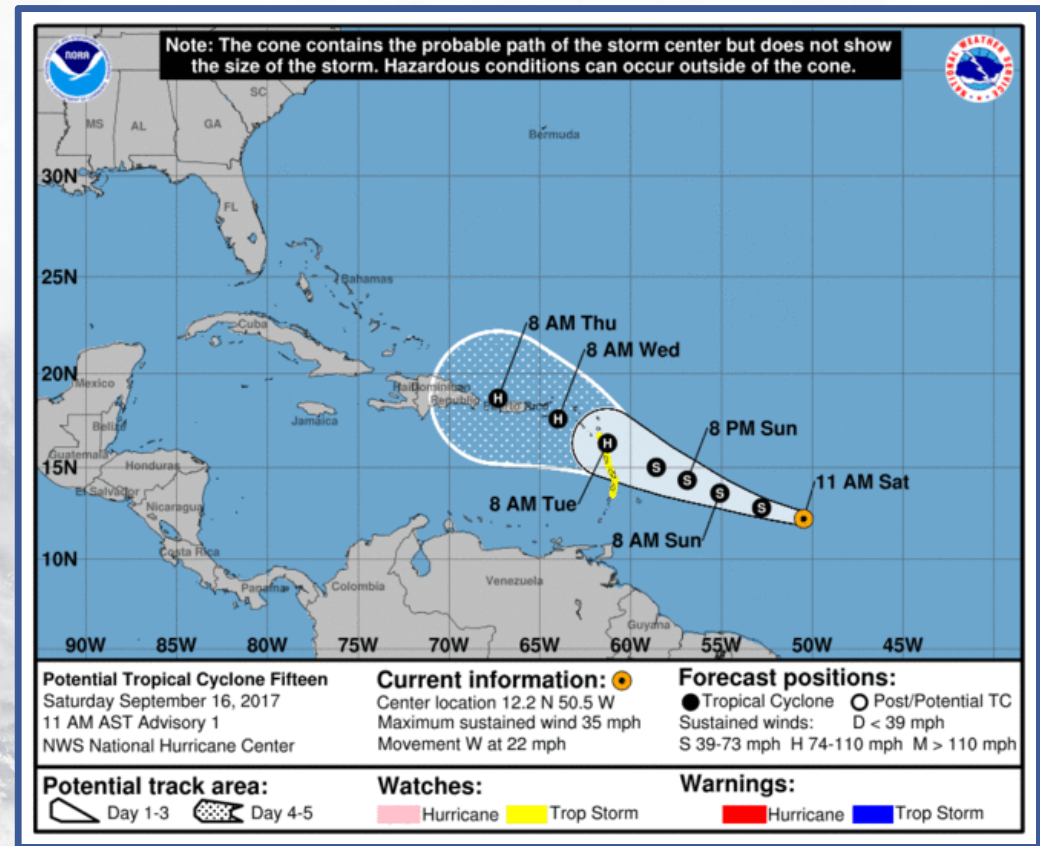 Note: The cone contains the probable path of the storm center but does not show
the size of the storm. Hazardous conditions can occur outside of the cone.
NOAA
NATIONAL WEATHER SERVICE
SC
MS
AL
GA
Bermuda
30N
FL
25N
Bahamas
8 AM Thu
Cuba
8 AM Wed
20N
Mexico
Haiti
Dominican
Republic
Puerto Rico
H
H
Jamaica
Belize
8 PM Sun
H
Guatemala
Honduras
15N
S
S
S
S
11 AM Sat
El Salvador
8 AM Tue
Nicaragua
8 AM Sun
Costa Rica
10N
Panama
Colombia
Venezuela
Guyana
90W 85W 80W 75W 70W 65W 60W 55W 50W 45W
Potential Tropical Cyclone Fifteen
Saturday September 16, 2017
11 AM AST Advisory 1
NWS National Hurricane Center
Current information:
Center location 12.2 N 50.5 W
Maximum sustained wind 35 mph
Movement W at 22 mph
Forecast positions:
Tropical Cyclone Post/Potential TC
Sustained winds: D < 39 mph
S 39-73 mph H 74-110 mph M > 110 mph
Potential track area:
Day 1-3 Day 4-5
Watches:
Hurricane Trop Storm
Warnings:
Hurricane Trop Storm